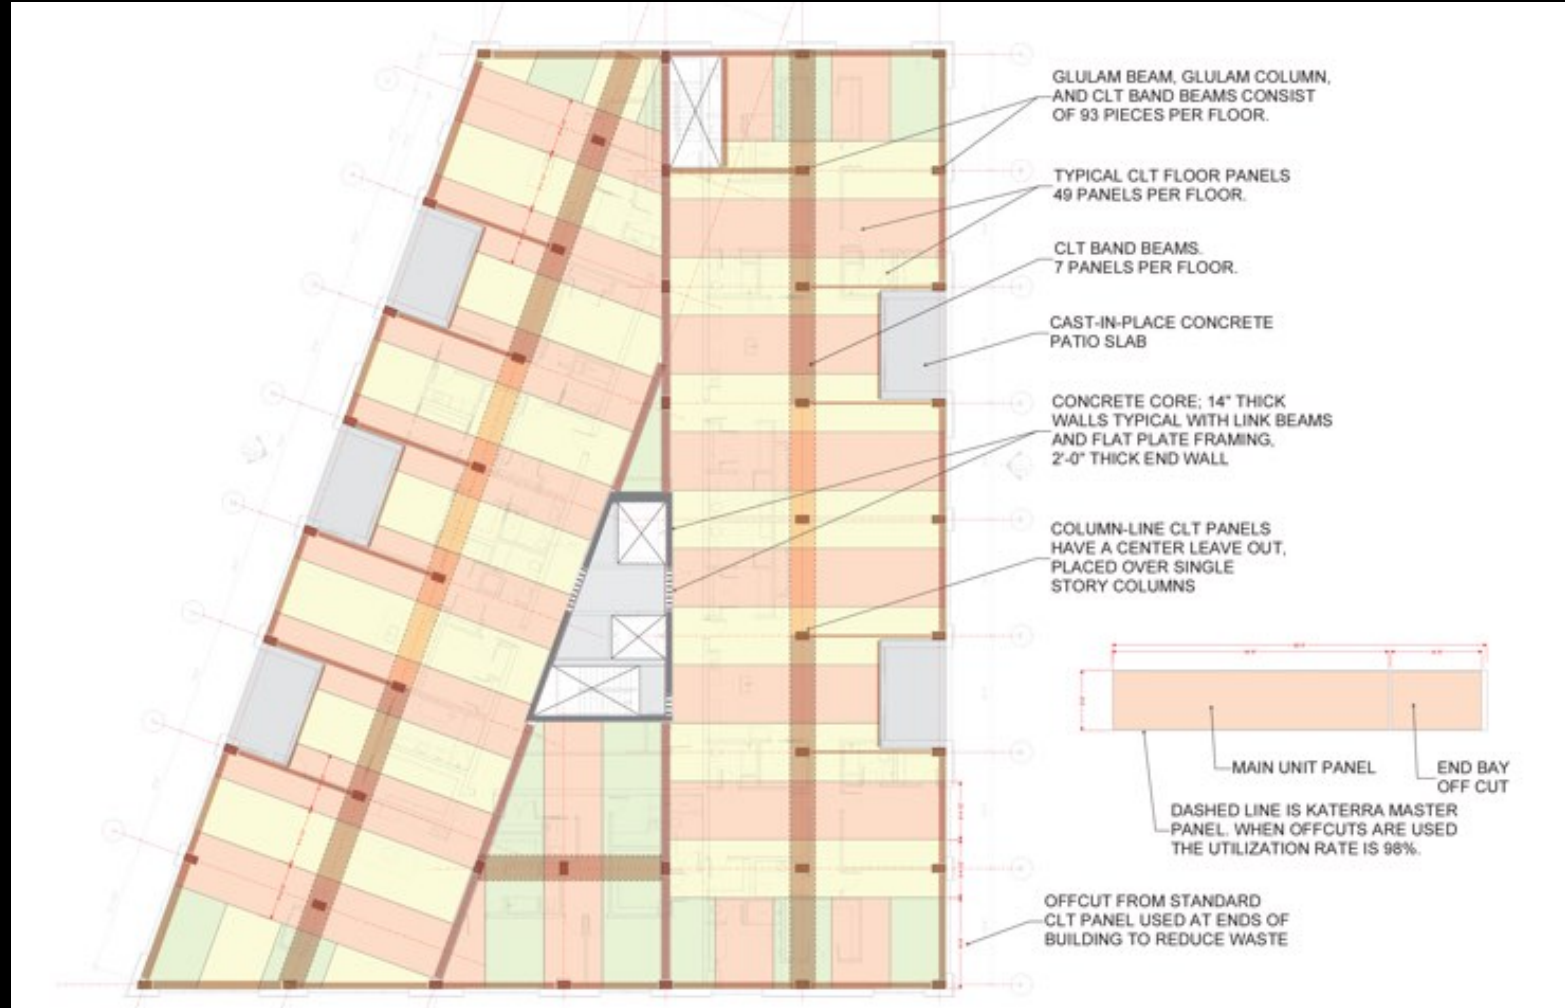 GLULAM BEAM, GLULAM COLUMN,
AND CLT BAND BEAMS CONSIST
OF 93 PIECES PER FLOOR.
TYPICAL CLT FLOOR PANELS
49 PANELS PER FLOOR.
CLT BAND BEAMS.
7 PANELS PER FLOOR.
CAST-IN-PLACE CONCRETE
PATIO SLAB
CONCRETE CORE; 14" THICK
WALLS TYPICAL WITH LINK BEAMS
AND FLAT PLATE FRAMING,
2'-0" THICK END WALL
COLUMN-LINE CLT PANELS
HAVE A CENTER LEAVE OUT,
PLACED OVER SINGLE
STORY COLUMNS
MAIN UNIT PANEL
END BAY
OFF CUT
DASHED LINE IS KATERRA MASTER
PANEL. WHEN OFFCUTS ARE USED
THE UTILIZATION RATE IS 98%.
OFFCUT FROM STANDARD
CLT PANEL USED AT ENDS OF
BUILDING TO REDUCE WASTE